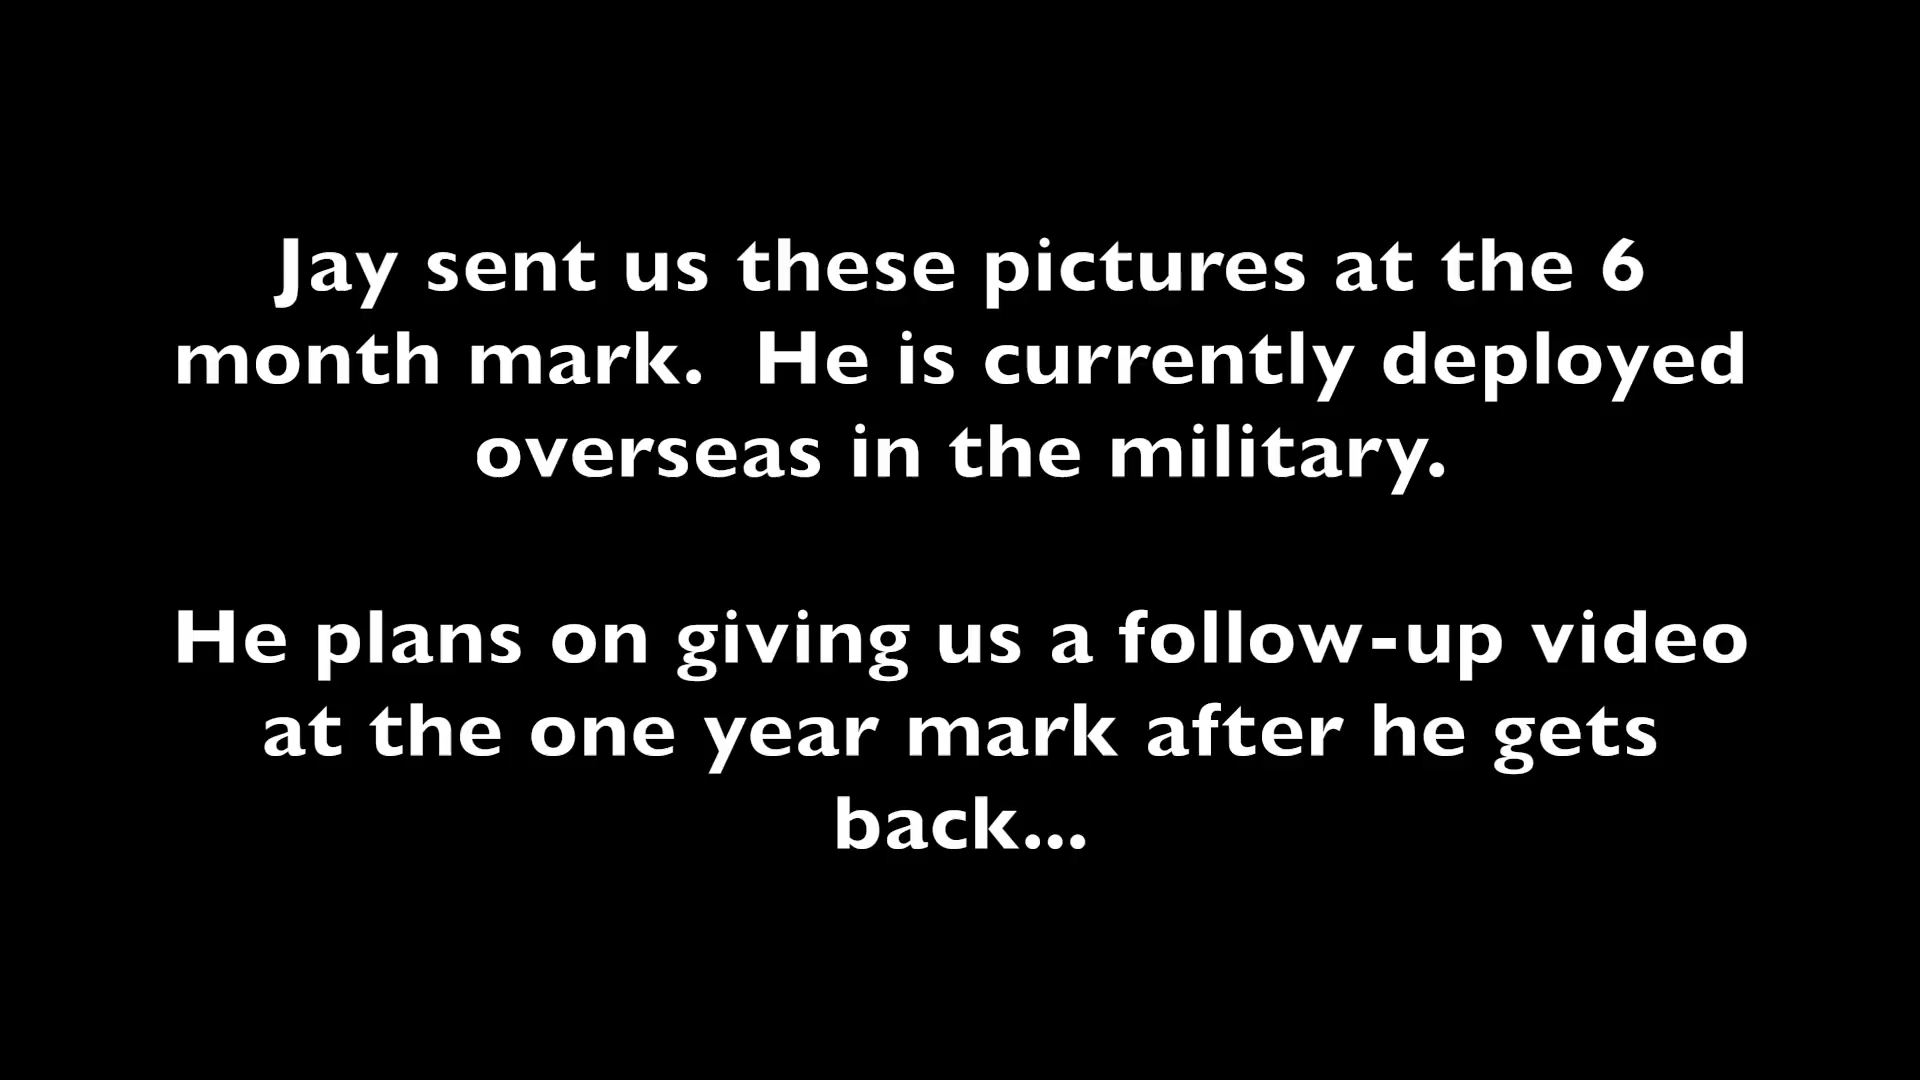 Jay sent us these pictures at the 6
month mark.  He is currently deployed
overseas in the military.
He plans on giving us a follow-up video
at the one year mark after he gets
back...